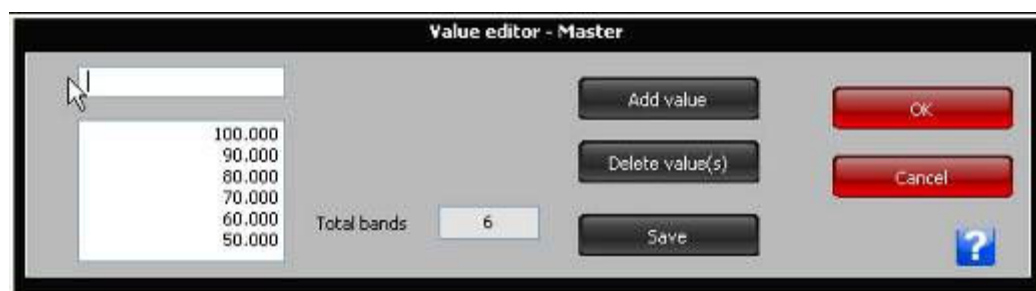 Value editor - Master
Add value
OK
100.000
90.000
80.000
70.000
60.000
50.000
Delete value(s)
Cancel
Total bands
6
Save
?